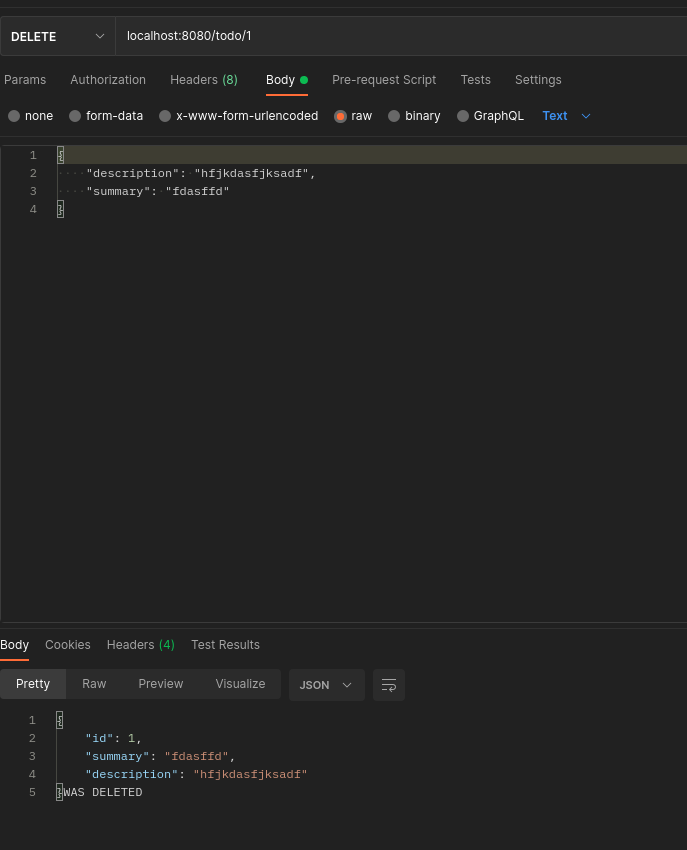 DELETE localhost:8080/todo/1
Params Authorization Headers (8) Body Pre-request Script Tests Settings
none form-data x-www-form-urlencoded raw binary GraphQL Text
1 {
2 ····"description":·"hfjkdasfjksadf",
3 ····"summary":·"fdasffd"
4 }
Body Cookies Headers (4) Test Results
Pretty Raw Preview Visualize JSON
1 {
2 "id": 1,
3 "summary": "fdasffd",
4 "description": "hfjkdasfjksadf"
5 }WAS DELETED